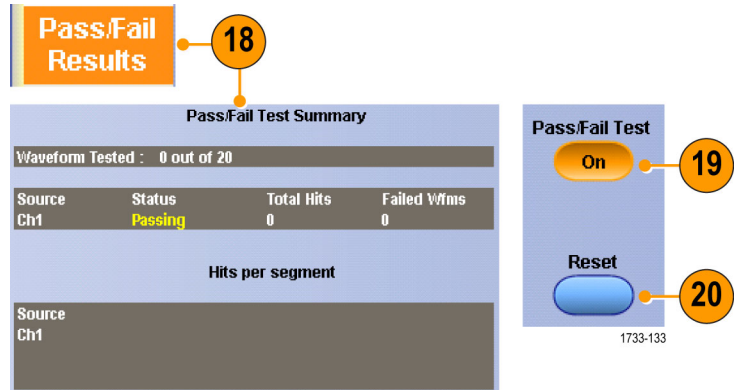 Pass/Fail
Results
18
Pass/Fail Test Summary
Waveform Tested : 0 out of 20
Source Status Total Hits Failed Wfms
Ch1 Passing 0 0
Hits per segment
Source
Ch1
Pass/Fail Test
On
19
Reset
20
1733-133